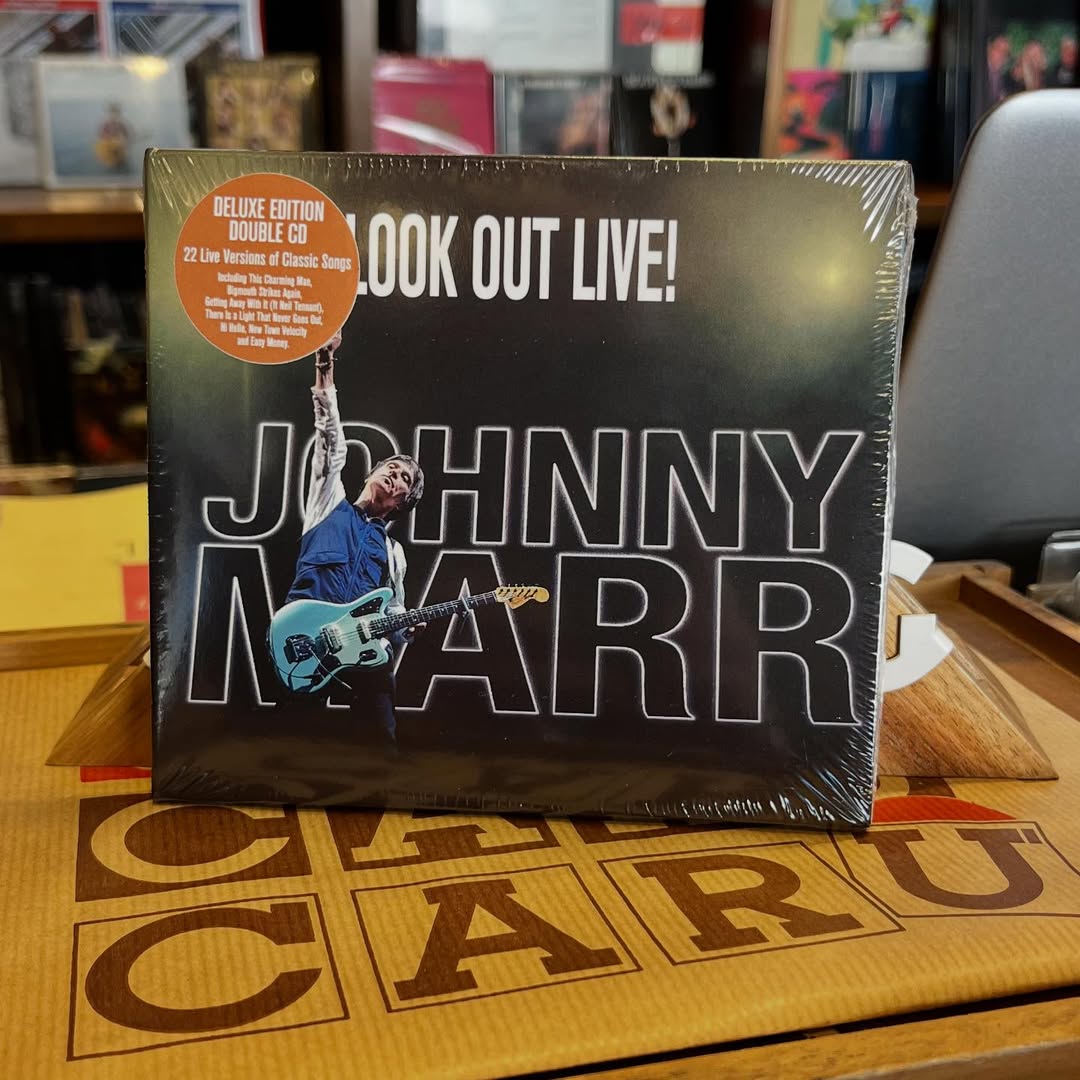 DELUXE EDITION
DOUBLE CD
22 Live Versions of Classic Songs
Including This Charming Man,
Bigmouth Strikes Again,
Getting Away With It (ft Neil Tennant),
There Is a Light That Never Goes Out,
Hi Hello, New Town Velocity
and Easy Money.
LOOK OUT LIVE!
JOHNNY
MARR
CARU